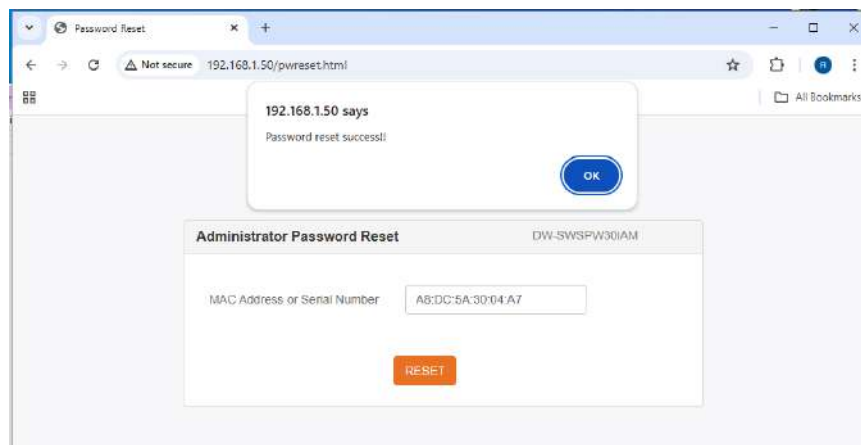 Password Reset
Not secure 192.168.1.50/pwreset.html
All Bookmarks
192.168.1.50 says
Password reset success!!
OK
Administrator Password Reset DW-SWSPW30IAM
MAC Address or Serial Number A8:DC:5A:30:04:A7
RESET